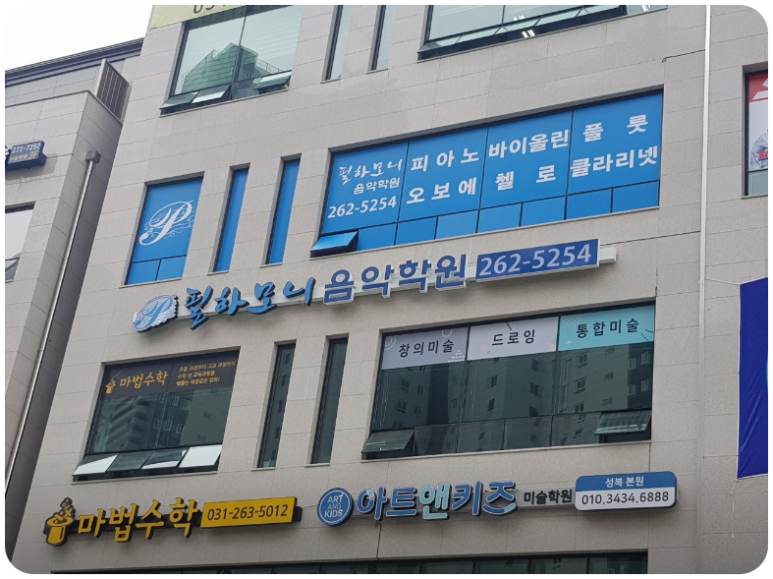 필하모니
음악학원
262-5254
피아노 바이올린 플룻
오보에 첼로 클라리넷
P
필하모니 음악학원 262-5254
창의미술 드로잉 통합미술
마법수학
마법수학 031-263-5012
ART AND KIDS
아트앤키즈 미술학원
성복 본원
010.3434.6888